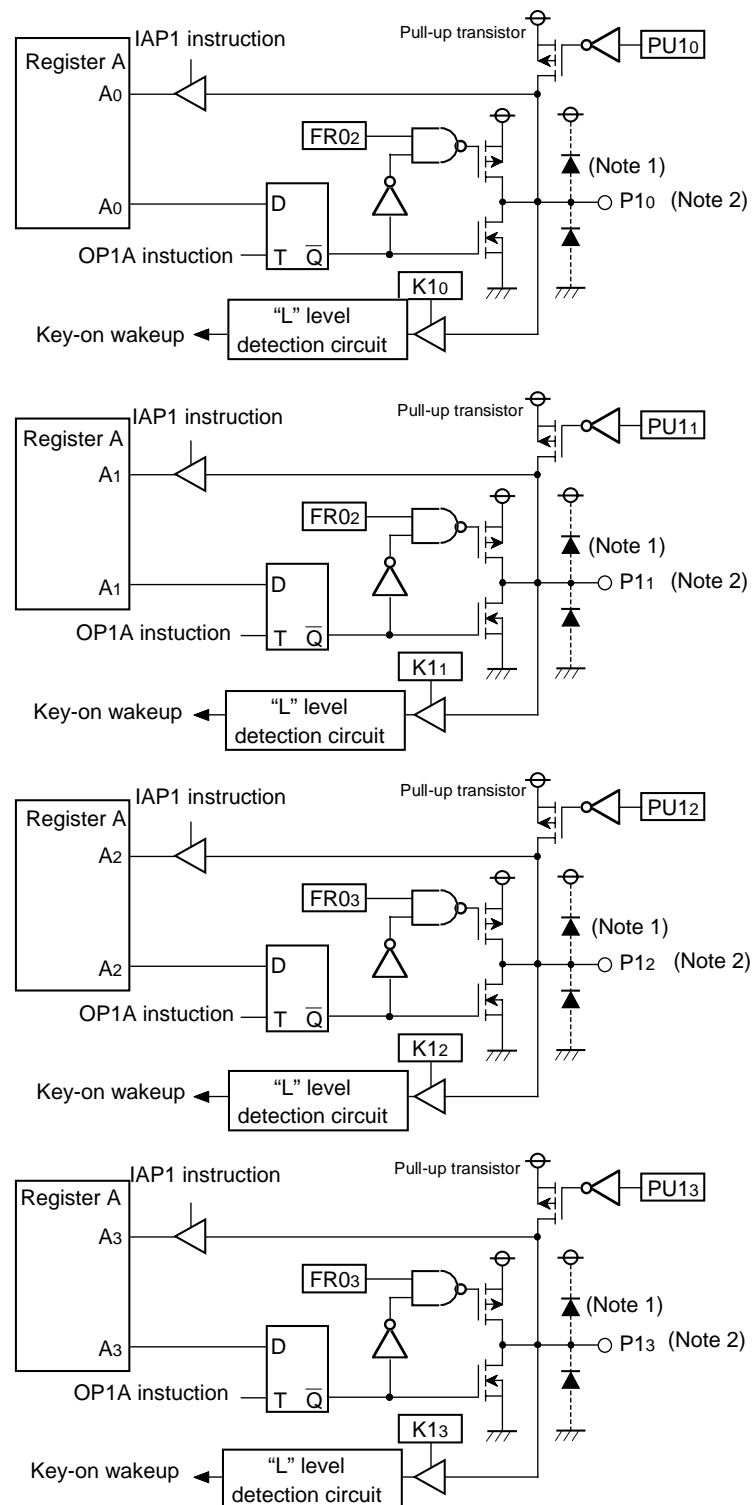 IAP1 instruction
Pull-up transistor
PU10
Register A
A0
FR02
(Note 1)
A0
D
P10 (Note 2)
OP1A instuction
T Q
K10
Key-on wakeup
“L” level
detection circuit
IAP1 instruction
Pull-up transistor
PU11
Register A
A1
FR02
(Note 1)
A1
D
P11 (Note 2)
OP1A instuction
T Q
K11
Key-on wakeup
“L” level
detection circuit
IAP1 instruction
Pull-up transistor
PU12
Register A
A2
FR03
(Note 1)
A2
D
P12 (Note 2)
OP1A instuction
T Q
K12
Key-on wakeup
“L” level
detection circuit
IAP1 instruction
Pull-up transistor
PU13
Register A
A3
FR03
(Note 1)
A3
D
P13 (Note 2)
OP1A instuction
T Q
K13
Key-on wakeup
“L” level
detection circuit